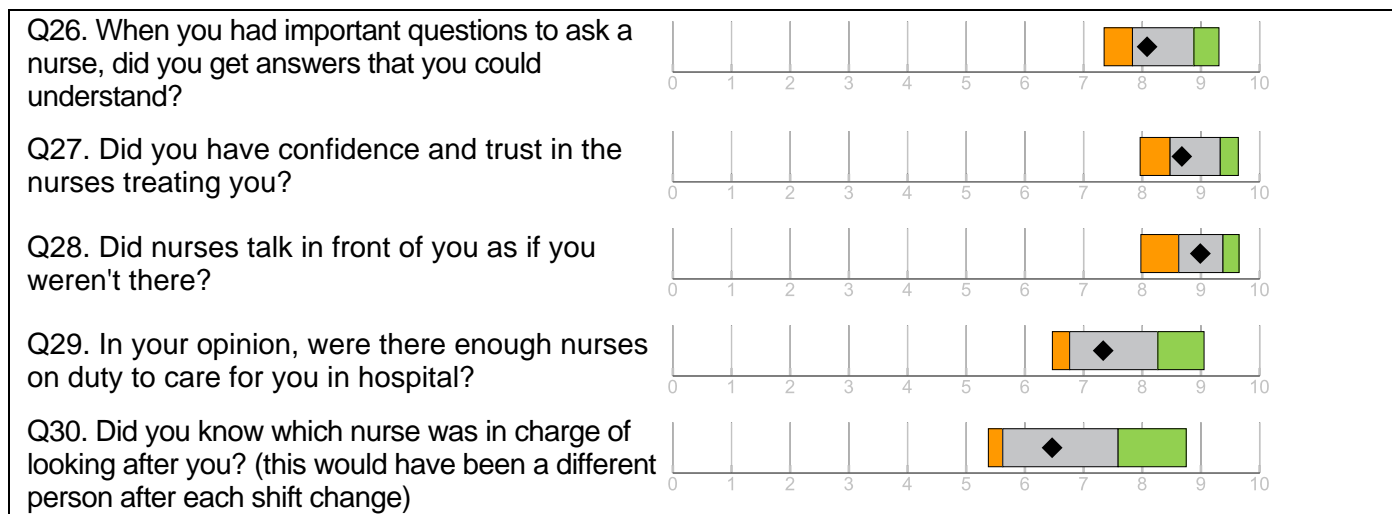 Q26. When you had important questions to ask a
nurse, did you get answers that you could
understand?
0 1 2 3 4 5 6 7 8 9 10
Q27. Did you have confidence and trust in the
nurses treating you?
0 1 2 3 4 5 6 7 8 9 10
Q28. Did nurses talk in front of you as if you
weren't there?
0 1 2 3 4 5 6 7 8 9 10
Q29. In your opinion, were there enough nurses
on duty to care for you in hospital?
0 1 2 3 4 5 6 7 8 9 10
Q30. Did you know which nurse was in charge of
looking after you? (this would have been a different
person after each shift change)
0 1 2 3 4 5 6 7 8 9 10